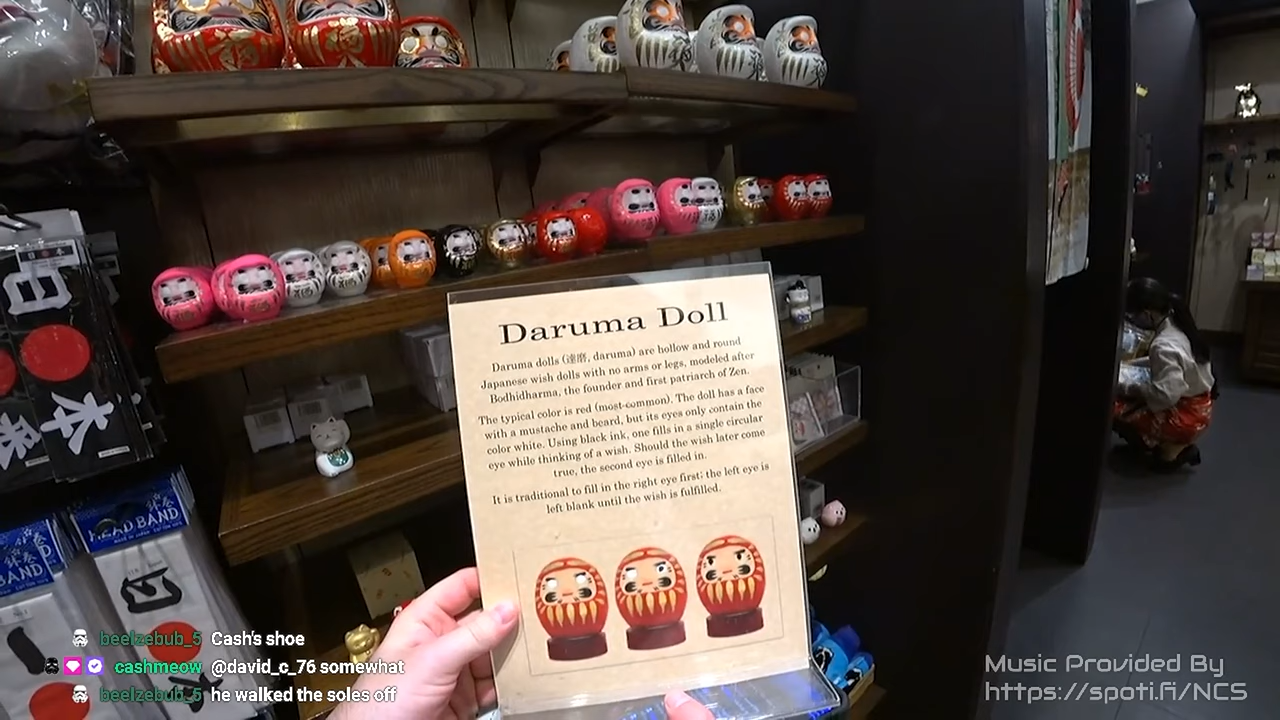 Daruma Doll
Daruma dolls (達磨, daruma) are hollow and round
Japanese wish dolls with no arms or legs, modeled after
Bodhidharma, the founder and first patriarch of Zen.
The typical color is red (most-common). The doll has a face
with a mustache and beard, but its eyes only contain the
color white. Using black ink, one fills in a single circular
eye while thinking of a wish. Should the wish later come
true, the second eye is filled in.
It is traditional to fill in the right eye first; the left eye is
left blank until the wish is fulfilled.
日
本
HEAD BAND
HEAD BAND
必
beelzebub_5 Cash's shoe
cashmeow @david_c_76 somewhat
beelzebub_5 he walked the soles off
Music Provided By
https://spoti.fi/NCS